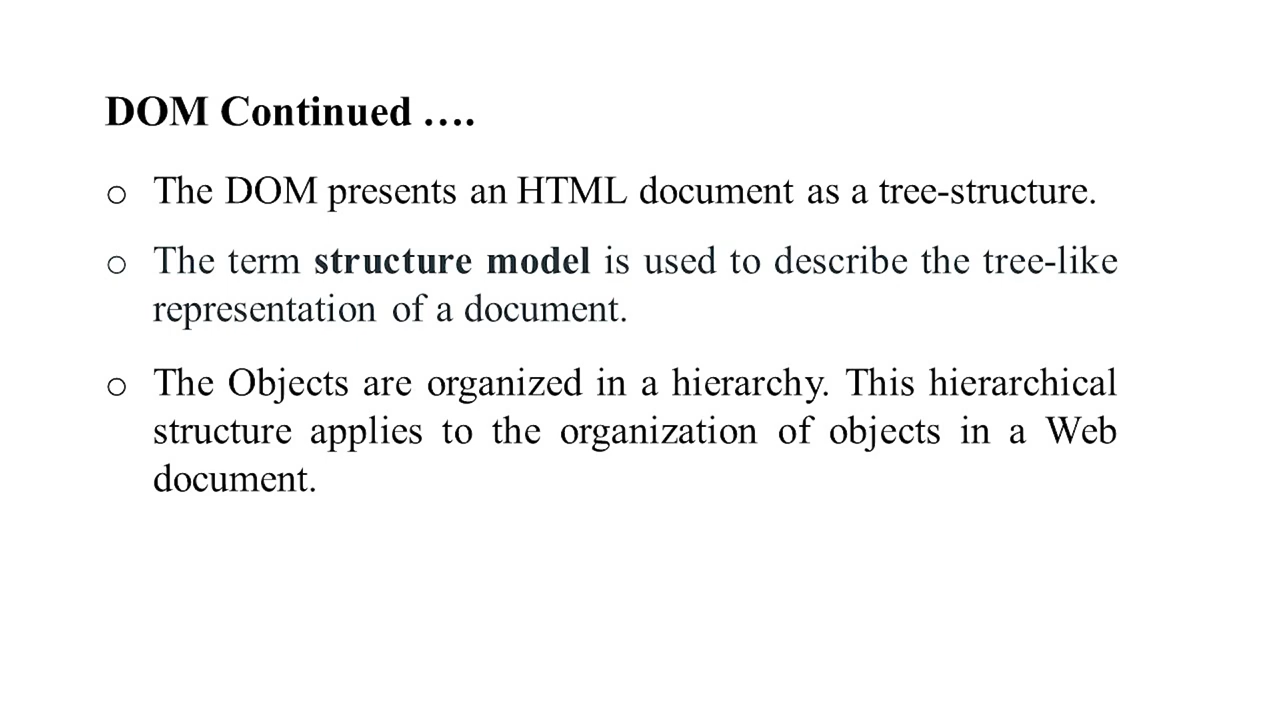 DOM Continued ....
o The DOM presents an HTML document as a tree-structure.
o The term structure model is used to describe the tree-like
representation of a document.
o The Objects are organized in a hierarchy. This hierarchical
structure applies to the organization of objects in a Web
document.